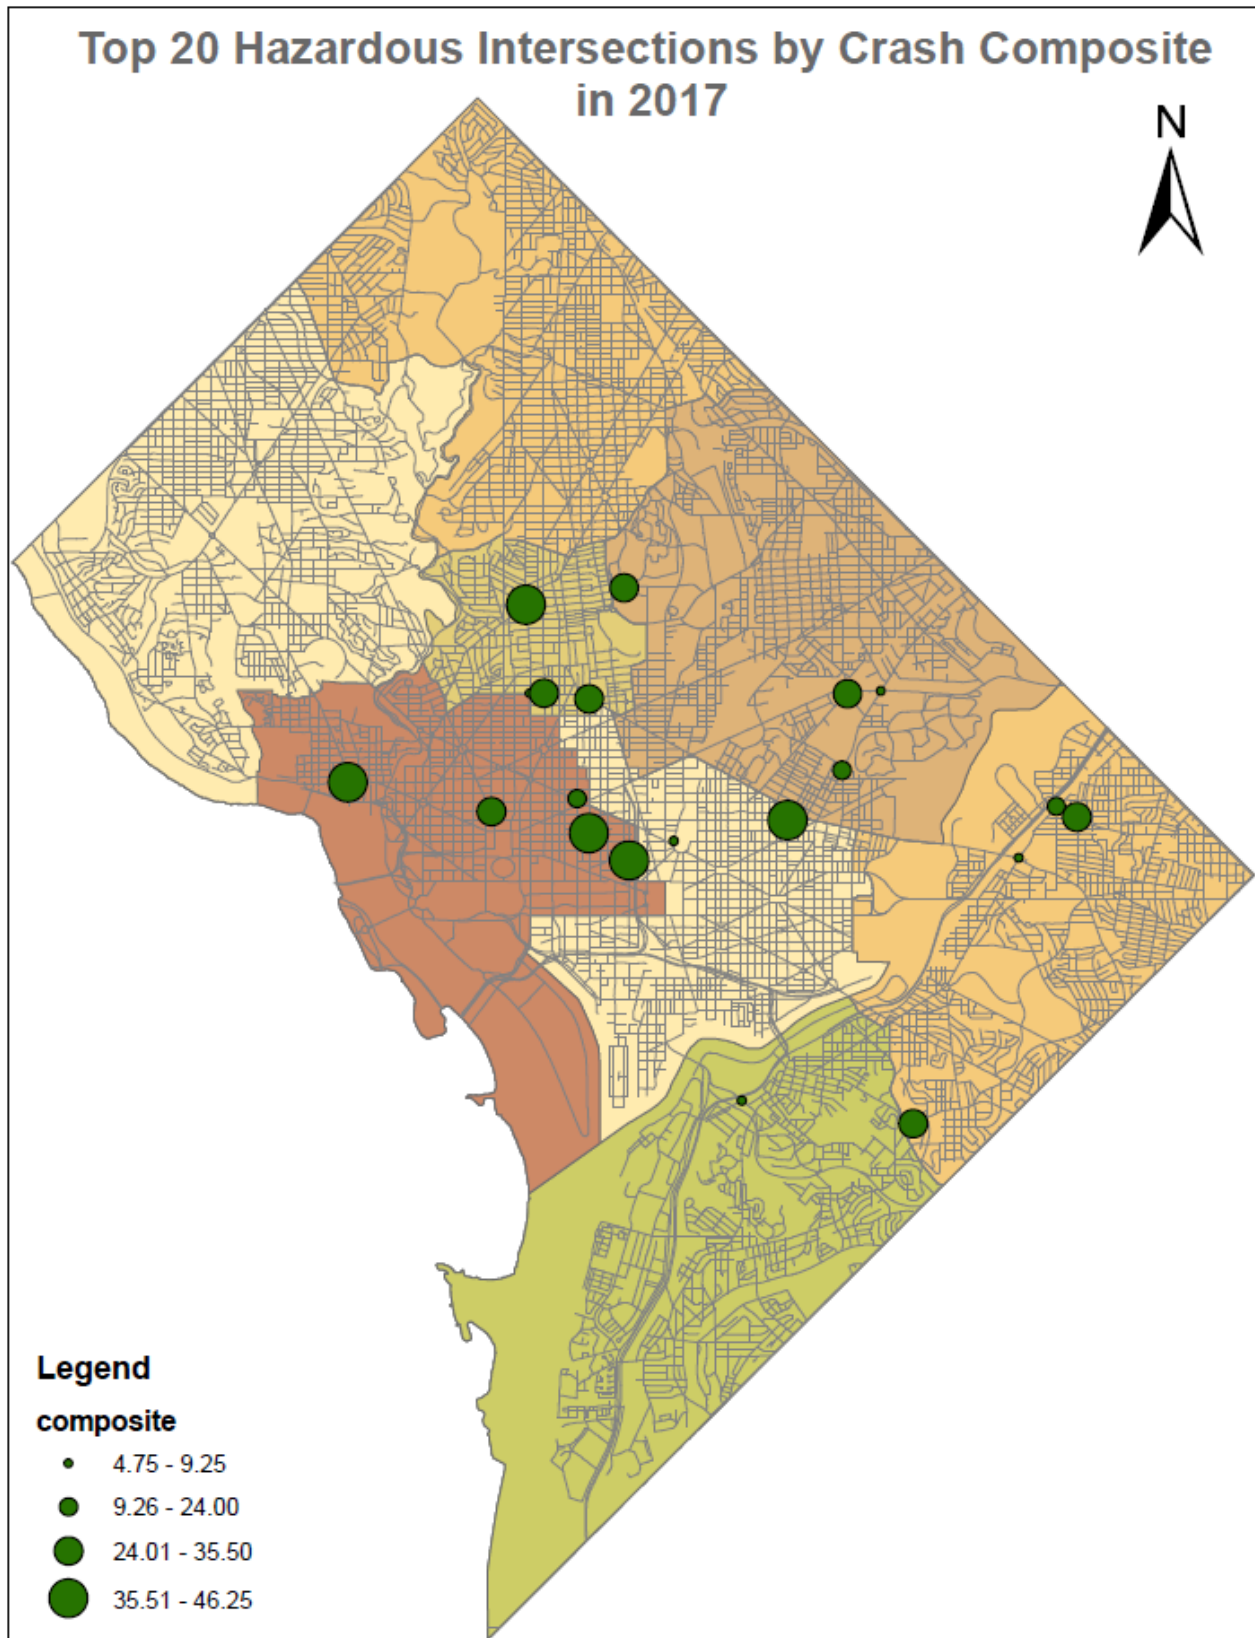 Top 20 Hazardous Intersections by Crash Composite
in 2017
N
Legend
composite
4.75 - 9.25
9.26 - 24.00
24.01 - 35.50
35.51 - 46.25